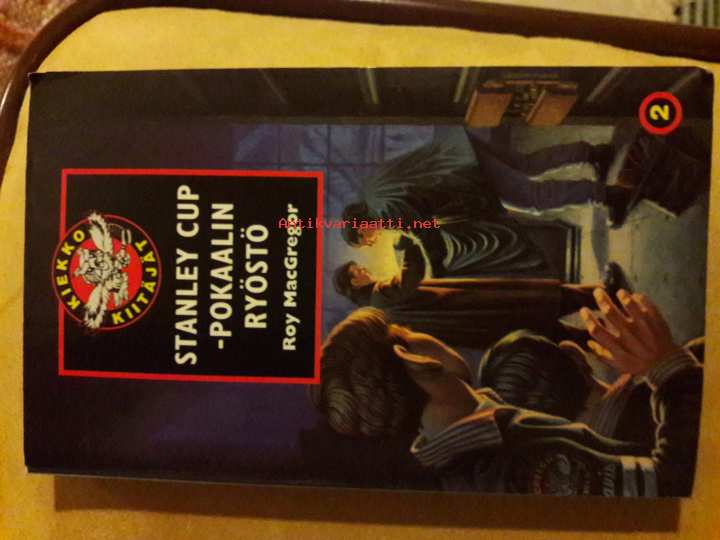 KIEKKO
KIITÄJÄT
STANLEY CUP
-POKAALIN
RYÖSTÖ
Roy MacGregor
2
Antikvariaatti.net